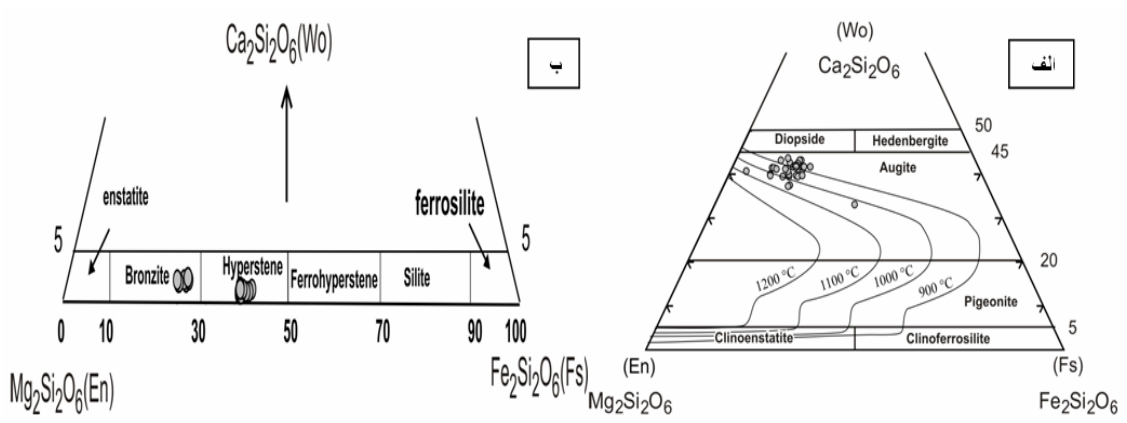 Ca₂Si₂O₆(Wo)
ب
enstatite
ferrosilite
5
5
Bronzite
Hyperstene
Ferrohyperstene
Silite
0 10 30 50 70 90 100
Mg₂Si₂O₆(En)
Fe₂Si₂O₆(Fs)
(Wo)
Ca₂Si₂O₆
الف
50
Diopside
Hedenbergite
45
Augite
20
1200 °C
1100 °C
1000 °C
900 °C
Pigeonite
5
Clinoenstatite
Clinoferrosilite
(En)
(Fs)
Mg₂Si₂O₆
Fe₂Si₂O₆